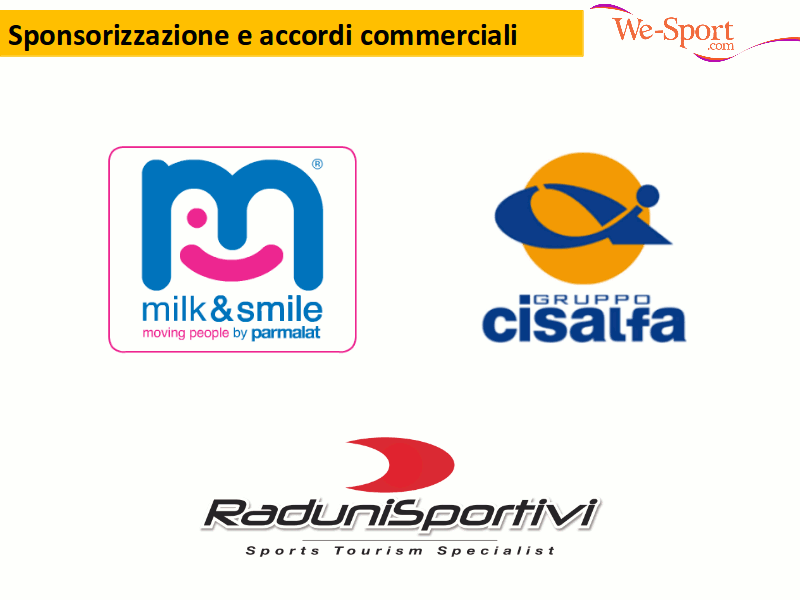 Sponsorizzazione e accordi commerciali
We-Sport
.com
m
®
milk&smile
moving people by parmalat
GRUPPO
cisalfa
RaduniSportivi
Sports Tourism Specialist